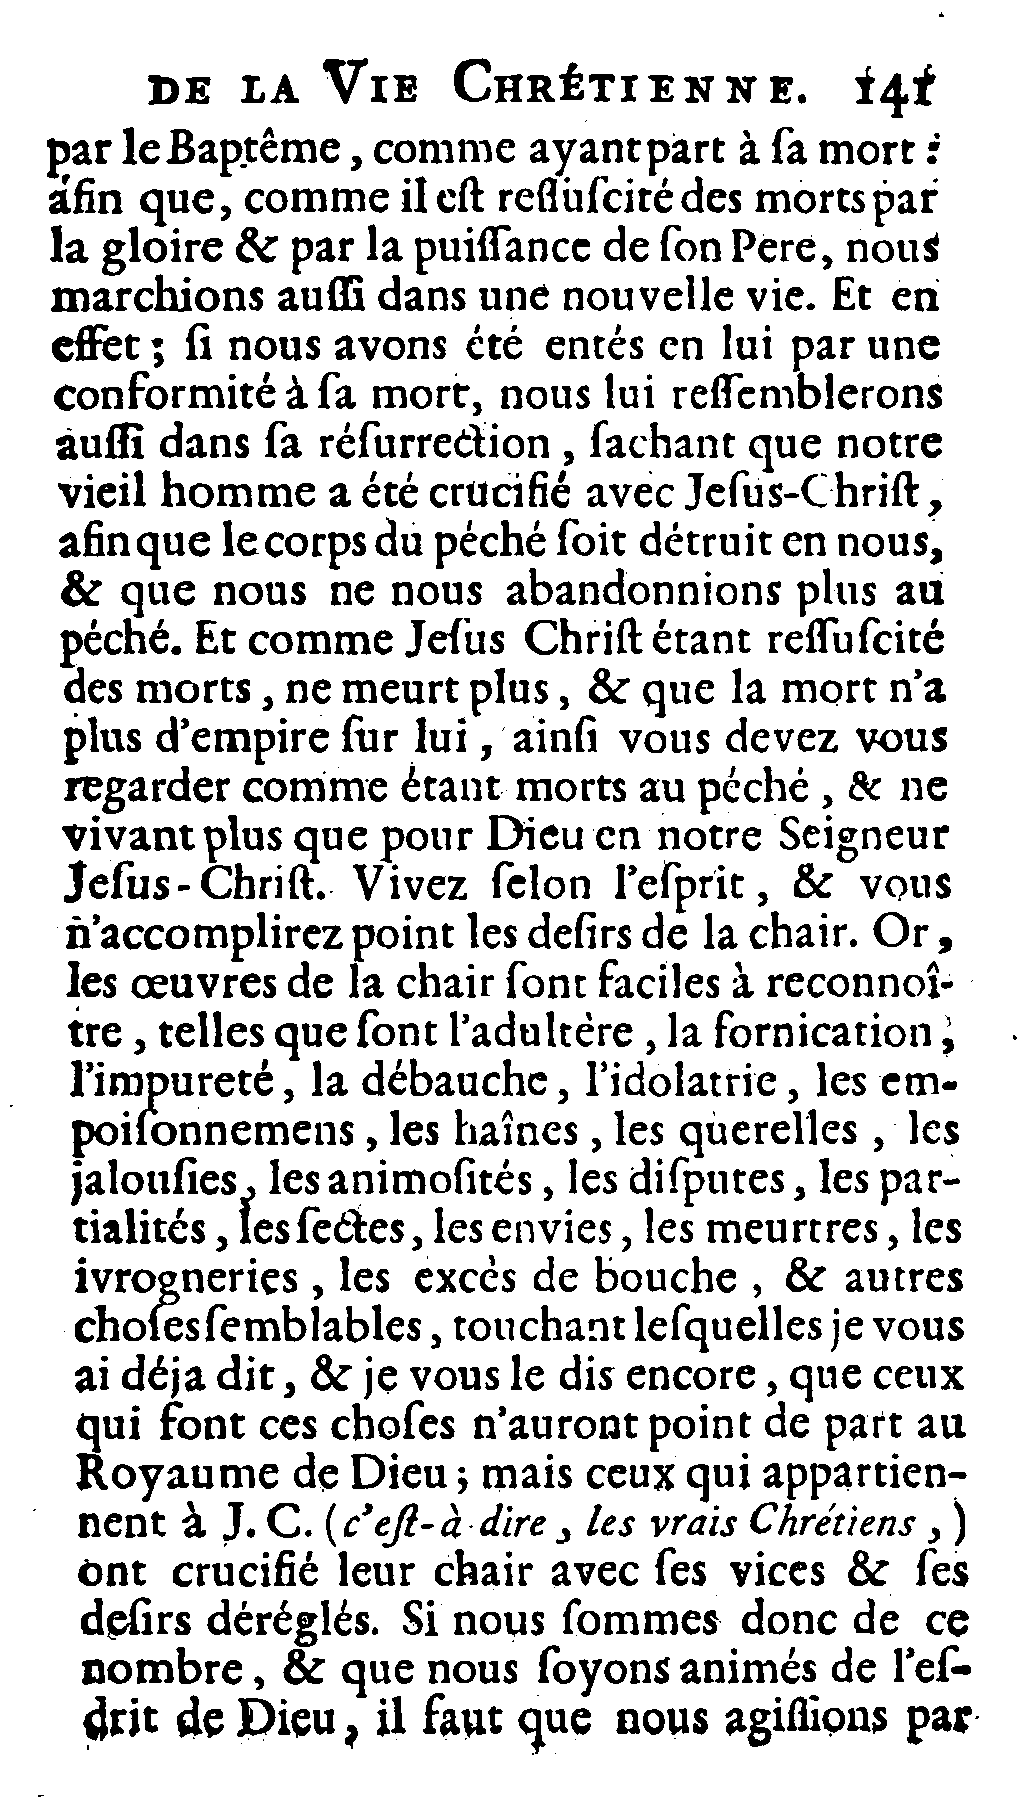 DE LA VIE CHRÉTIENNE. 141
par le Baptême, comme ayant part à ſa mort :
afin que, comme il eſt reſſuſcité des morts par
la gloire & par la puiſſance de ſon Pere, nous
marchions auſſi dans une nouvelle vie. Et en
effet ; ſi nous avons été entés en lui par une
conformité à ſa mort, nous lui reſſemblerons
auſſi dans ſa réſurrection, ſachant que notre
vieil homme a été crucifié avec Jeſus-Chriſt,
afin que le corps du péché ſoit détruit en nous,
& que nous ne nous abandonnions plus au
péché. Et comme Jeſus Chriſt étant reſſuſcité
des morts, ne meurt plus, & que la mort n'a
plus d'empire ſur lui, ainſi vous devez vous
regarder comme étant morts au péché, & ne
vivant plus que pour Dieu en notre Seigneur
Jeſus-Chriſt. Vivez ſelon l'eſprit, & vous
n'accomplirez point les deſirs de la chair. Or,
les œuvres de la chair ſont faciles à reconnoî-
tre, telles que ſont l'adultère, la fornication,
l'impureté, la débauche, l'idolatrie, les em-
poiſonnemens, les haînes, les querelles, les
jalouſies, les animoſités, les diſputes, les par-
tialités, les ſectes, les envies, les meurtres, les
ivrogneries, les excès de bouche, & autres
choſes ſemblables, touchant leſquelles je vous
ai déja dit, & je vous le dis encore, que ceux
qui font ces choſes n'auront point de part au
Royaume de Dieu ; mais ceux qui appartien-
nent à J. C. (c'eſt-à-dire, les vrais Chrétiens,)
ont crucifié leur chair avec ſes vices & ſes
deſirs déréglés. Si nous ſommes donc de ce
nombre, & que nous ſoyons animés de l'eſ-
drit de Dieu, il faut que nous agiſſions par